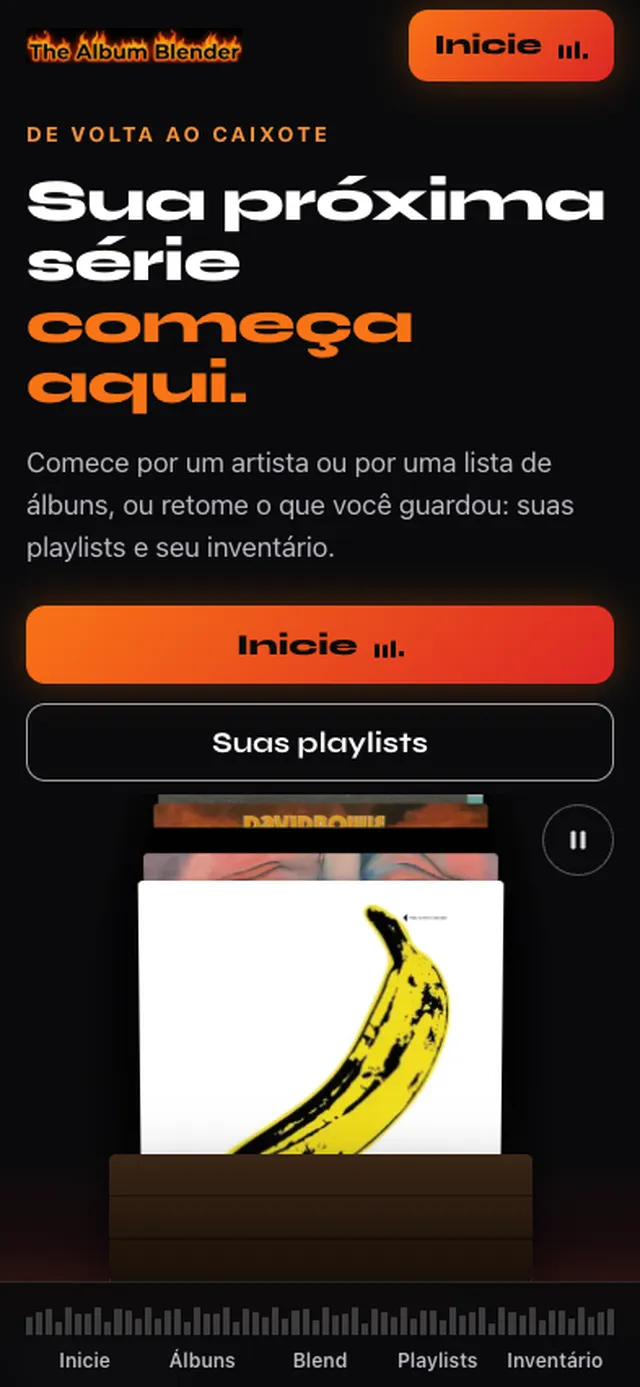 The Album Blender
Inicie
DE VOLTA AO CAIXOTE
Sua próxima
série
começa
aqui.
Comece por um artista ou por uma lista de
álbuns, ou retome o que você guardou: suas
playlists e seu inventário.
Inicie
Suas playlists
DAVIDBOWIE
Inicie
Álbuns
Blend
Playlists
Inventário